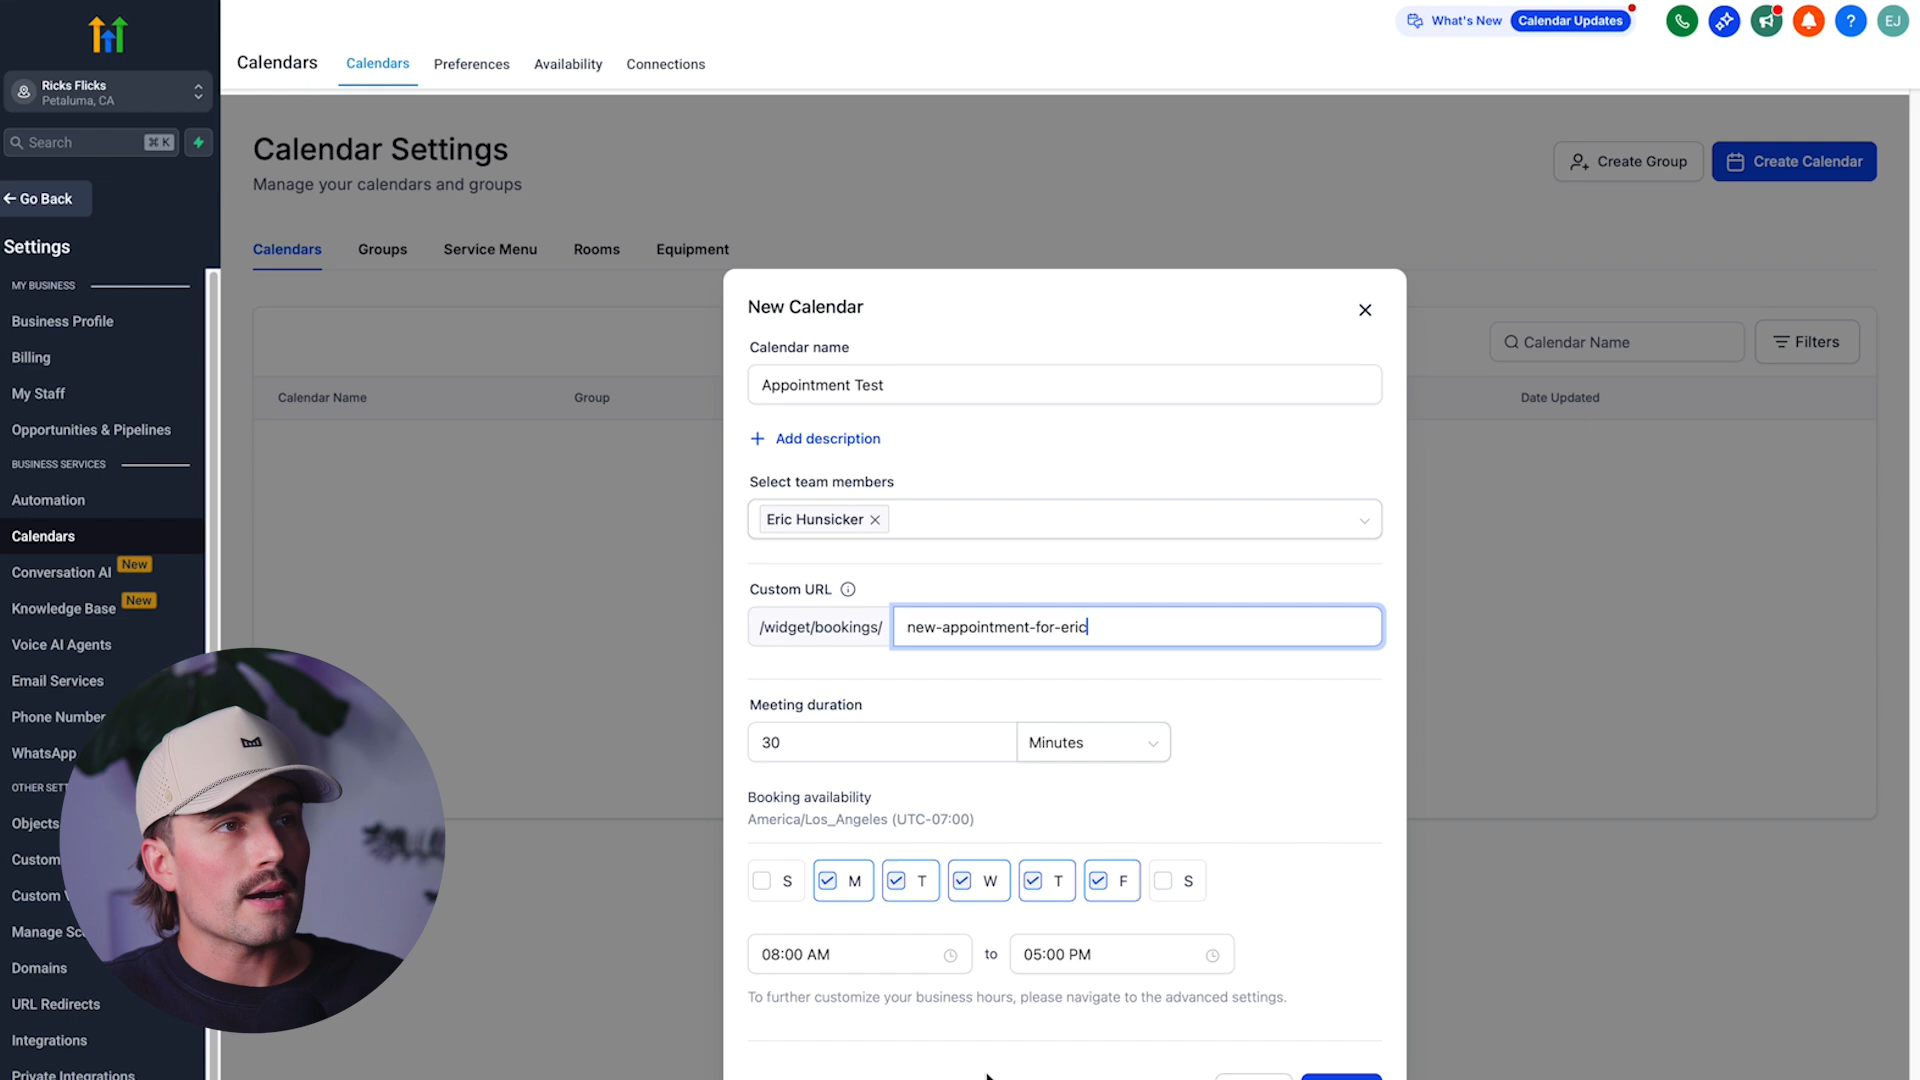 What's New
Calendar Updates
EJ
Ricks Flicks
Petaluma, CA
Search
⌘ K
Calendars
Calendars
Preferences
Availability
Connections
Go Back
Settings
MY BUSINESS
Business Profile
Billing
My Staff
Opportunities & Pipelines
BUSINESS SERVICES
Automation
Calendars
Conversation AI New
Knowledge Base New
Voice AI Agents
Email Services
Phone Number
WhatsApp
OTHER SETT
Objects
Custom
Custom V
Manage Sc
Domains
URL Redirects
Integrations
Private Integrations
Calendar Settings
Manage your calendars and groups
Create Group
Create Calendar
Calendars
Groups
Service Menu
Rooms
Equipment
Calendar Name
Filters
Calendar Name
Group
Date Updated
New Calendar
Calendar name
Appointment Test
Add description
Select team members
Eric Hunsicker
Custom URL
/widget/bookings/
new-appointment-for-eric
Meeting duration
30
Minutes
Booking availability
America/Los_Angeles (UTC-07:00)
S M T W T F S
08:00 AM to 05:00 PM
To further customize your business hours, please navigate to the advanced settings.